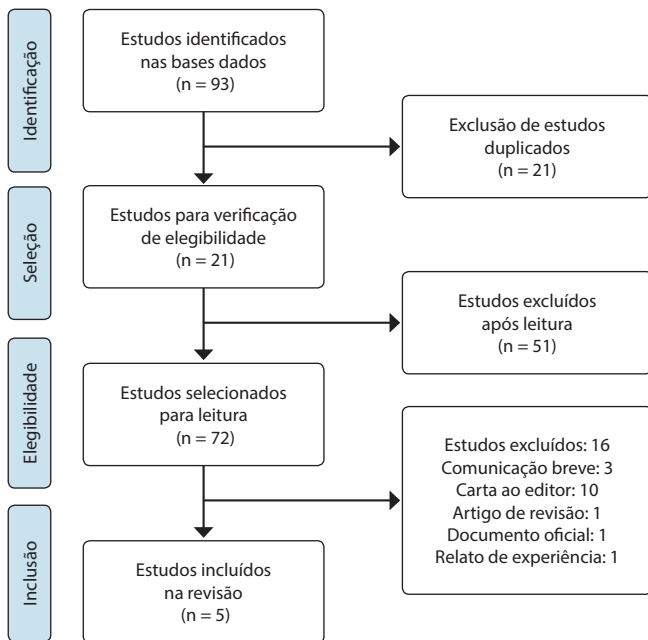 Identificação
Estudos identificados
nas bases dados
(n = 93)
Exclusão de estudos
duplicados
(n = 21)
Seleção
Estudos para verificação
de elegibilidade
(n = 21)
Estudos excluídos
após leitura
(n = 51)
Elegibilidade
Estudos selecionados
para leitura
(n = 72)
Estudos excluídos: 16
Comunicação breve: 3
Carta ao editor: 10
Artigo de revisão: 1
Documento oficial: 1
Relato de experiência: 1
Inclusão
Estudos incluídos
na revisão
(n = 5)